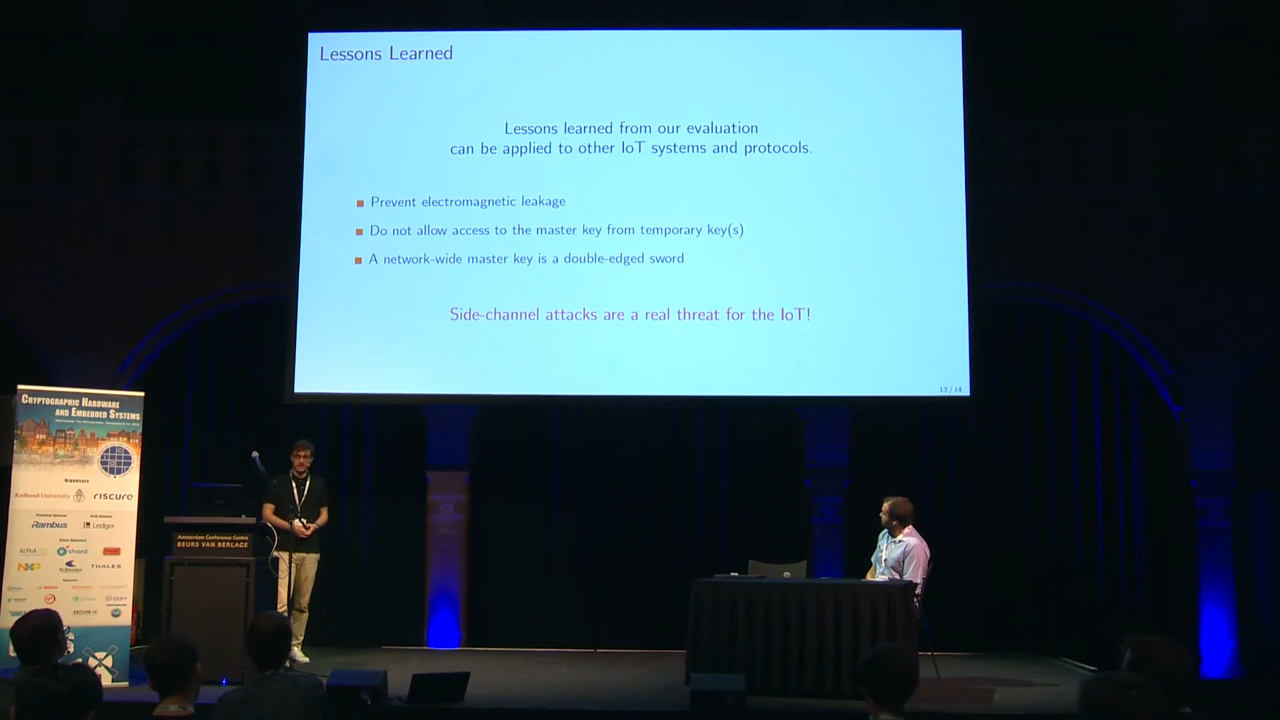 Lessons Learned
Lessons learned from our evaluation
can be applied to other IoT systems and protocols.
Prevent electromagnetic leakage
Do not allow access to the master key from temporary key(s)
A network-wide master key is a double-edged sword
Side-channel attacks are a real threat for the IoT!
13 / 14
CRYPTOGRAPHIC HARDWARE
AND EMBEDDED SYSTEMS
Organizers
Radboud University
riscure
Rambus
Ledger
shard
NXP
THALES
Amsterdam Conference Centre
BEURS VAN BERLAGE